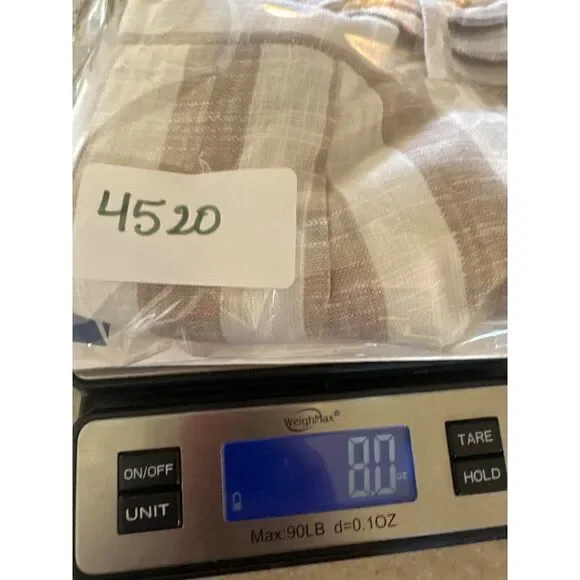 4520
WeighMax®
ON/OFF
UNIT
8.0 oz
TARE
HOLD
Max:90LB d=0.1OZ